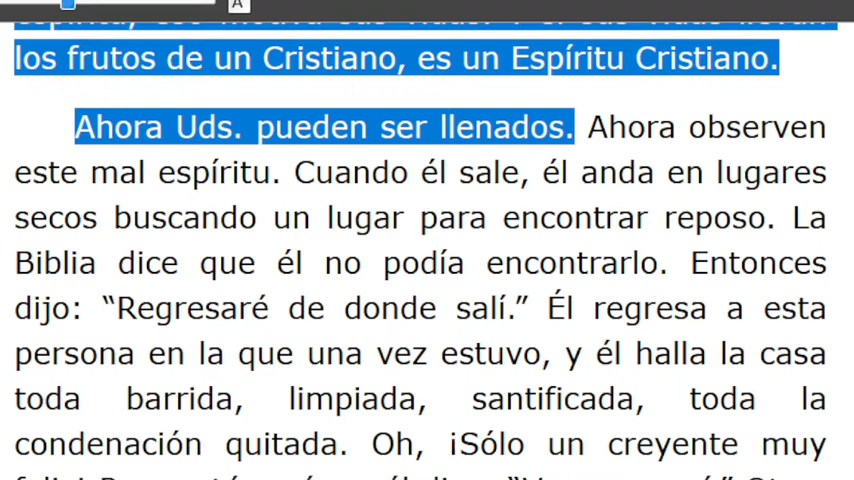 A
los frutos de un Cristiano, es un Espíritu Cristiano.
Ahora Uds. pueden ser llenados. Ahora observen
este mal espíritu. Cuando él sale, él anda en lugares
secos buscando un lugar para encontrar reposo. La
Biblia dice que él no podía encontrarlo. Entonces
dijo: “Regresaré de donde salí.” Él regresa a esta
persona en la que una vez estuvo, y él halla la casa
toda barrida, limpiada, santificada, toda la
condenación quitada. Oh, ¡Sólo un creyente muy